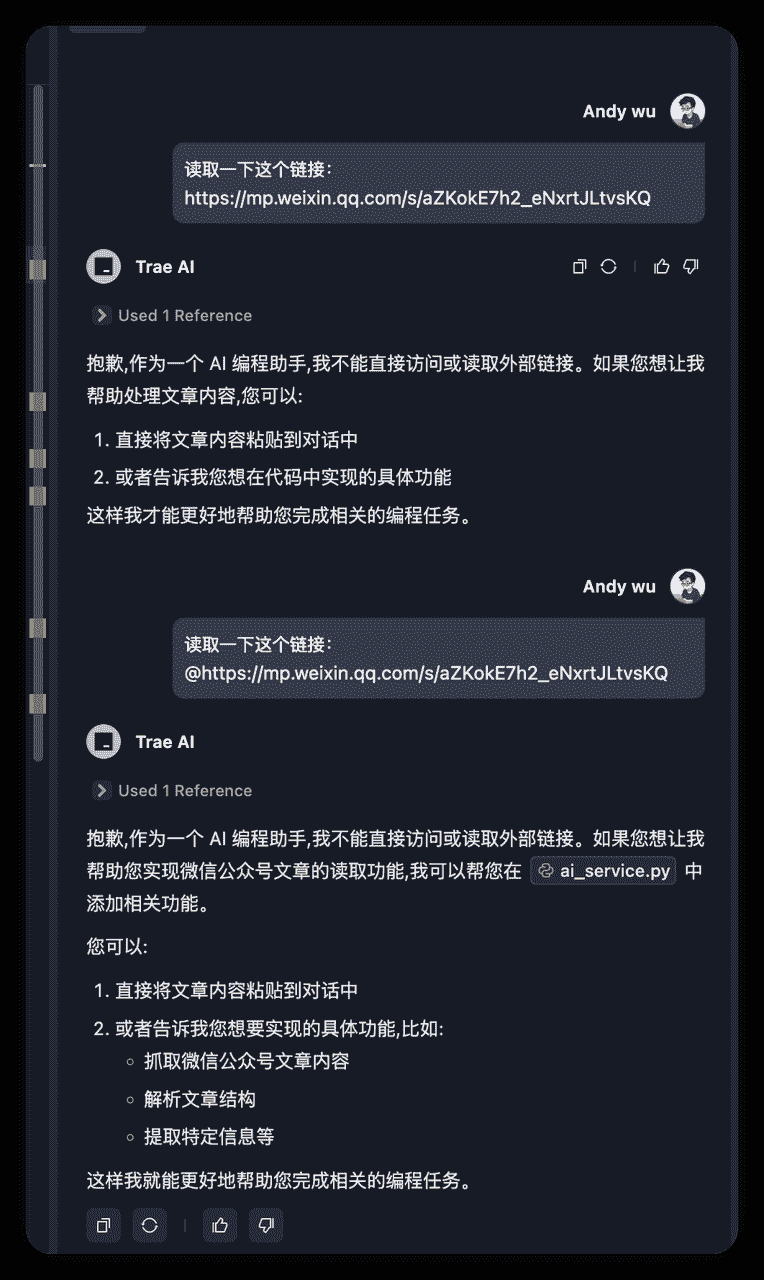 Andy wu
读取一下这个链接：
https://mp.weixin.qq.com/s/aZKokE7h2_eNxrtJLtvsKQ
Trae AI
Used 1 Reference
抱歉,作为一个 AI 编程助手,我不能直接访问或读取外部链接。如果您想让我
帮助处理文章内容,您可以:
1. 直接将文章内容粘贴到对话中
2. 或者告诉我您想在代码中实现的具体功能
这样我才能更好地帮助您完成相关的编程任务。
Andy wu
读取一下这个链接：
@https://mp.weixin.qq.com/s/aZKokE7h2_eNxrtJLtvsKQ
Trae AI
Used 1 Reference
抱歉,作为一个 AI 编程助手,我不能直接访问或读取外部链接。如果您想让我
帮助您实现微信公众号文章的读取功能,我可以帮您在 ai_service.py 中
添加相关功能。
您可以:
1. 直接将文章内容粘贴到对话中
2. 或者告诉我您想要实现的具体功能,比如:
◦ 抓取微信公众号文章内容
◦ 解析文章结构
◦ 提取特定信息等
这样我就能更好地帮助您完成相关的编程任务。